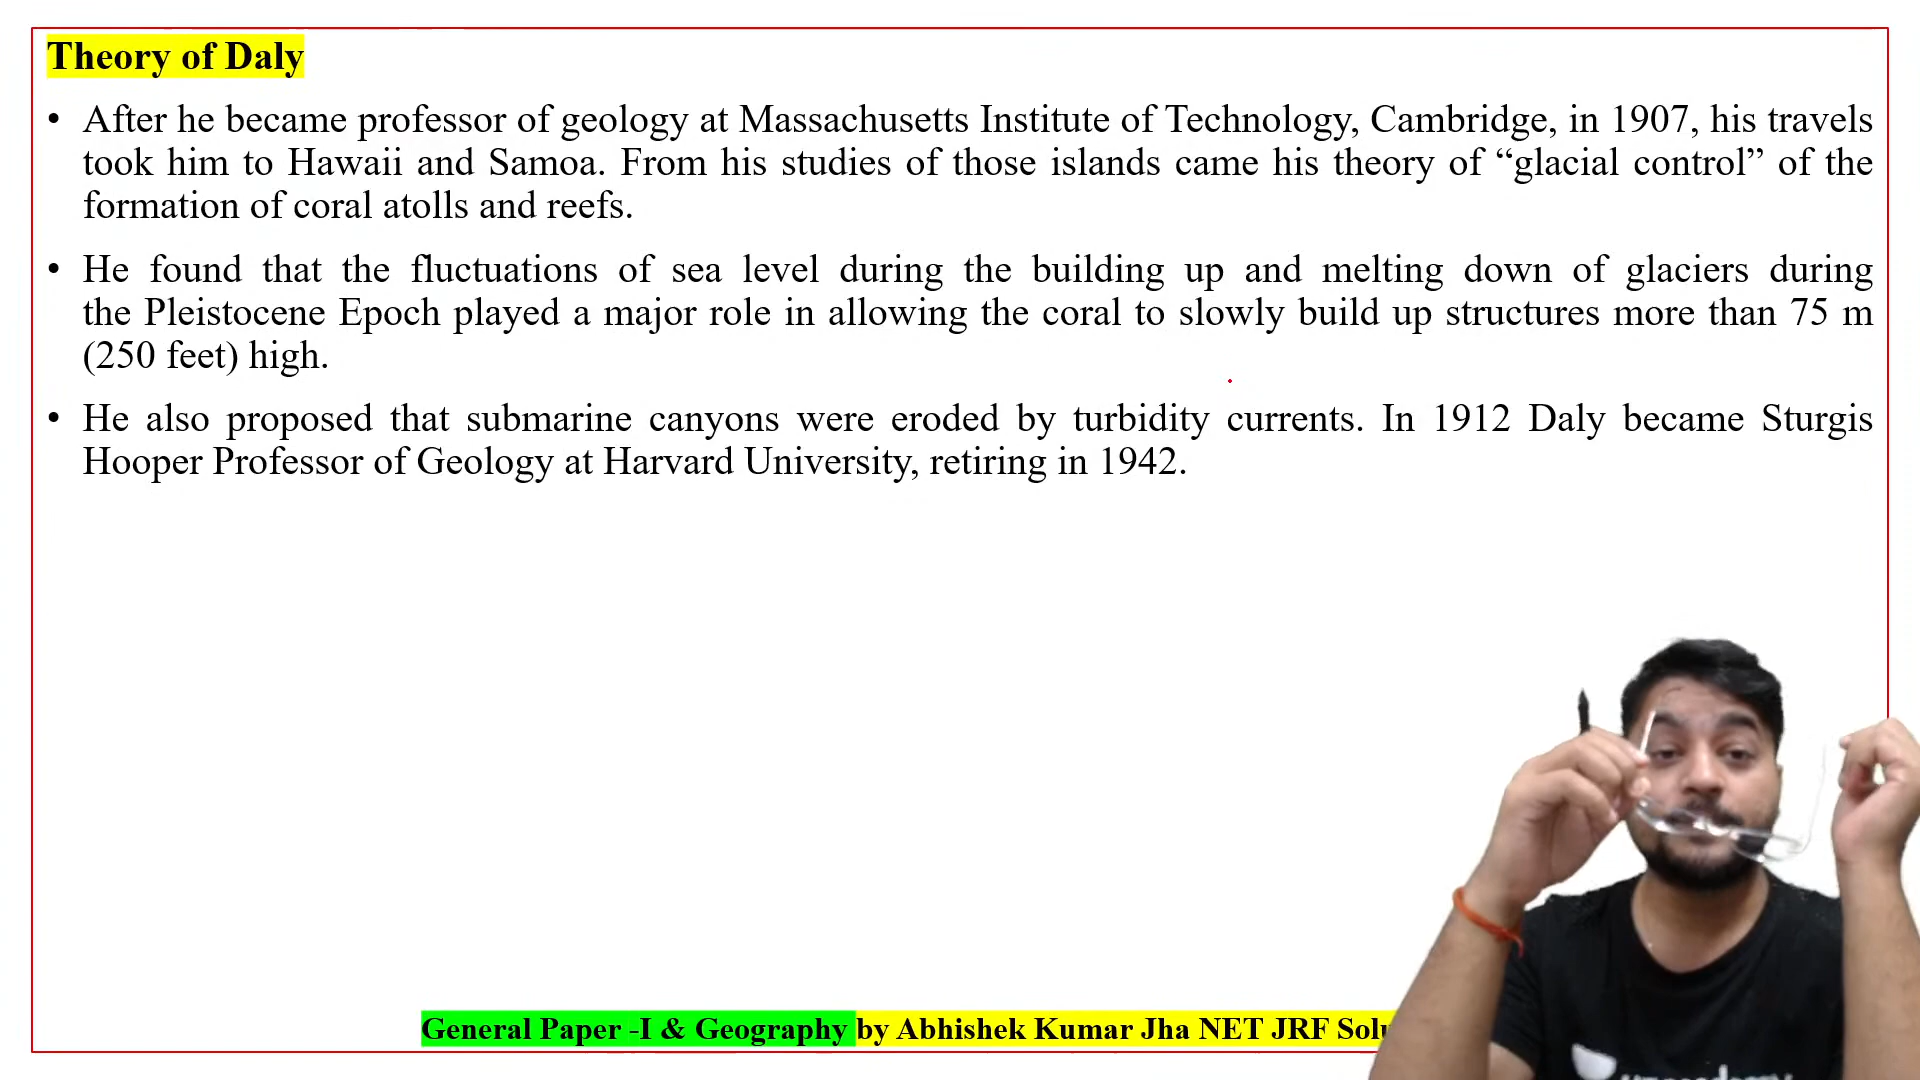 Theory of Daly
• After he became professor of geology at Massachusetts Institute of Technology, Cambridge, in 1907, his travels
took him to Hawaii and Samoa. From his studies of those islands came his theory of “glacial control” of the
formation of coral atolls and reefs.
• He found that the fluctuations of sea level during the building up and melting down of glaciers during
the Pleistocene Epoch played a major role in allowing the coral to slowly build up structures more than 75 m
(250 feet) high.
• He also proposed that submarine canyons were eroded by turbidity currents. In 1912 Daly became Sturgis
Hooper Professor of Geology at Harvard University, retiring in 1942.
General Paper -I & Geography by Abhishek Kumar Jha NET JRF